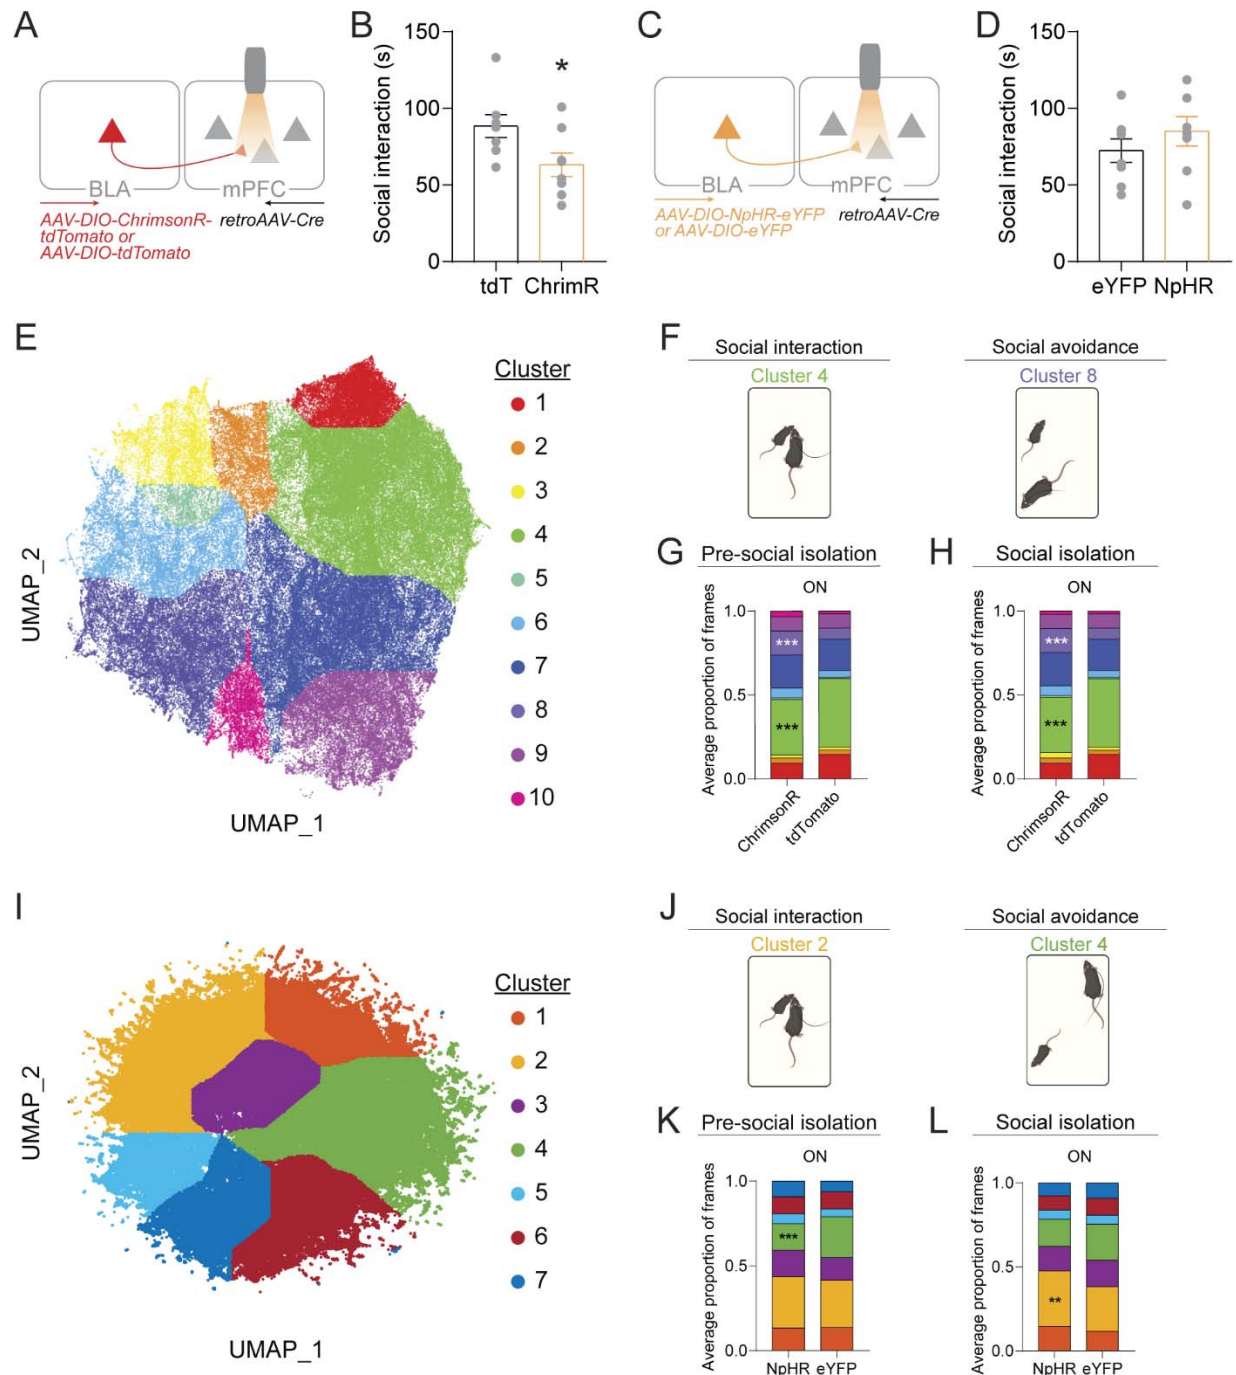 A
BLA
mPFC
AAV-DIO-ChrimsonR-
tdTomato or
AAV-DIO-tdTomato
retroAAV-Cre
B
Social interaction (s)
150
100
50
0
*
tdT ChrimR
C
BLA
mPFC
AAV-DIO-NpHR-eYFP
or AAV-DIO-eYFP
retroAAV-Cre
D
Social interaction (s)
150
100
50
0
eYFP NpHR
E
UMAP_2
UMAP_1
Cluster
1
2
3
4
5
6
7
8
9
10
F
Social interaction
Cluster 4
Social avoidance
Cluster 8
G
Pre-social isolation
ON
Average proportion of frames
1.0
0.5
0.0
***
***
ChrimsonR
tdTomato
H
Social isolation
ON
Average proportion of frames
1.0
0.5
0.0
***
***
ChrimsonR
tdTomato
I
UMAP_2
UMAP_1
Cluster
1
2
3
4
5
6
7
J
Social interaction
Cluster 2
Social avoidance
Cluster 4
K
Pre-social isolation
ON
Average proportion of frames
1.0
0.5
0.0
***
NpHR eYFP
L
Social isolation
ON
Average proportion of frames
1.0
0.5
0.0
**
NpHR eYFP